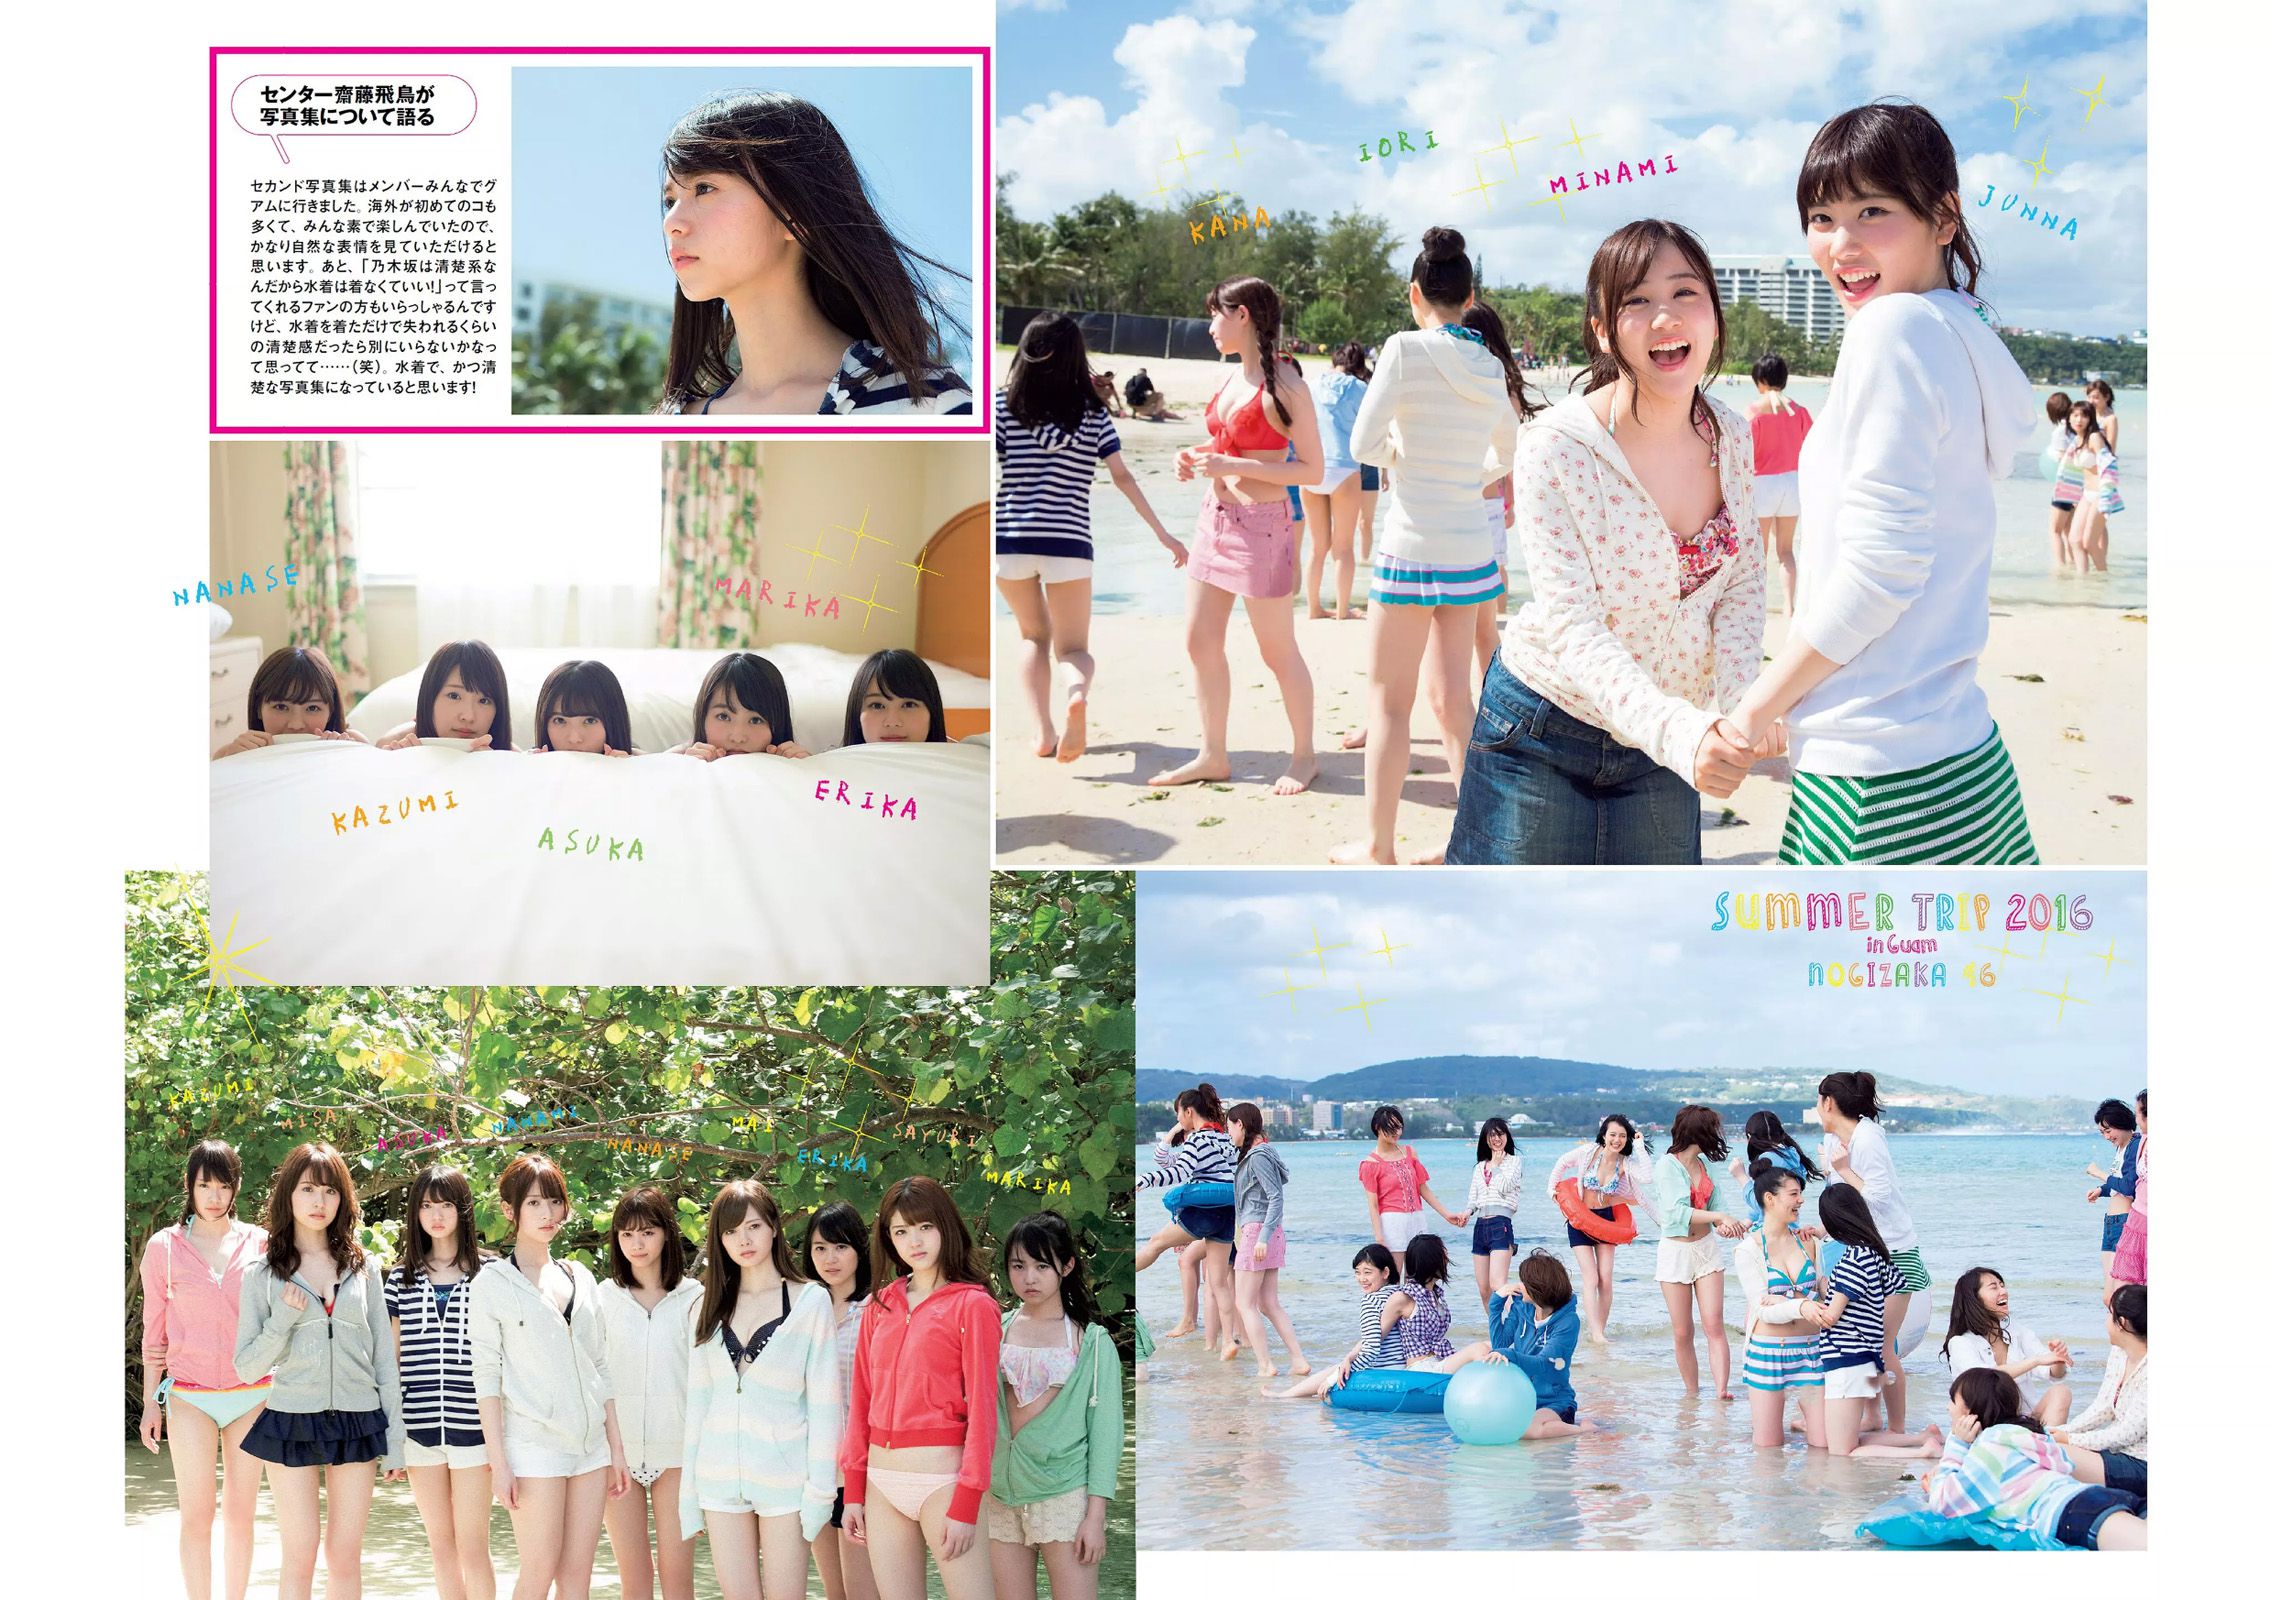 センター齋藤飛鳥が
写真集について語る
セカンド写真集はメンバーみんなでグ
アムに行きました。海外が初めてのコも
多くて、みんな素で楽しんでいたので、
かなり自然な表情を見ていただけると
思います。あと、「乃木坂は清楚系な
んだから水着は着なくていい!」って言っ
てくれるファンの方もいらっしゃるんです
けど、水着を着ただけで失われるくらい
の清楚感だったら別にいらないかなっ
て思ってて……(笑)。水着で、かつ清
楚な写真集になっていると思います!
KANA
IORI
MINAMI
JUNNA
NANASE
MARIKA
KAZUMI
ASUKA
ERIKA
KAZUMI
MISA
ASUKA
NANAMI
NANASE
MAI
ERIKA
SAYURI
MARIKA
SUMMER TRIP 2016
in Guam
NOGIZAKA 46